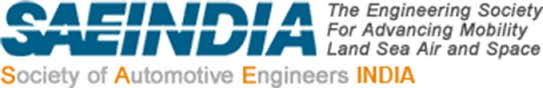 SAEINDIA
The Engineering Society
For Advancing Mobility
Land Sea Air and Space
Society of Automotive Engineers INDIA